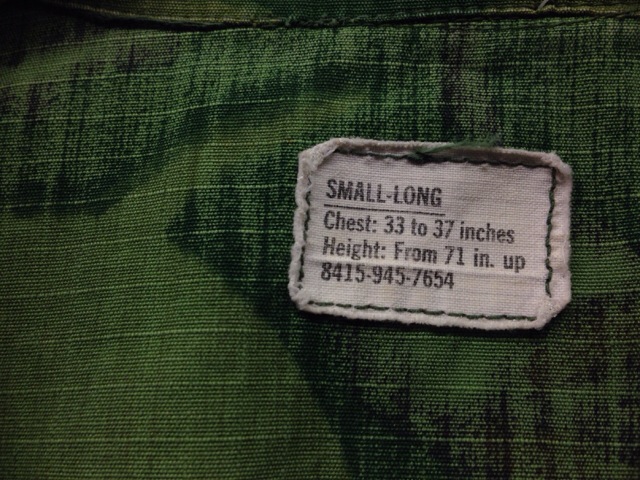 SMALL-LONG
Chest: 33 to 37 inches
Height: From 71 in. up
8415-945-7654